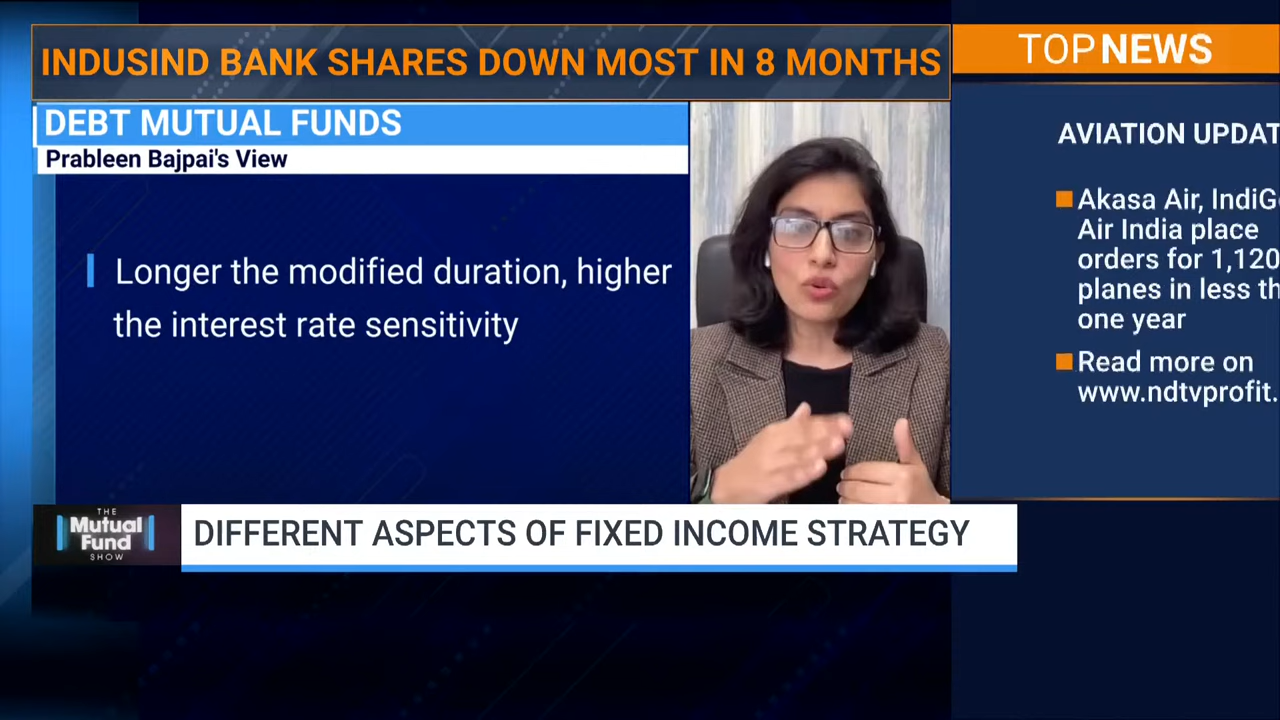 INDUSIND BANK SHARES DOWN MOST IN 8 MONTHS
TOP NEWS
DEBT MUTUAL FUNDS
Prableen Bajpai's View
Longer the modified duration, higher
the interest rate sensitivity
AVIATION UPDAT
Akasa Air, IndiG
Air India place
orders for 1,120
planes in less th
one year
Read more on
www.ndtvprofit.
THE
Mutual
Fund
SHOW
DIFFERENT ASPECTS OF FIXED INCOME STRATEGY